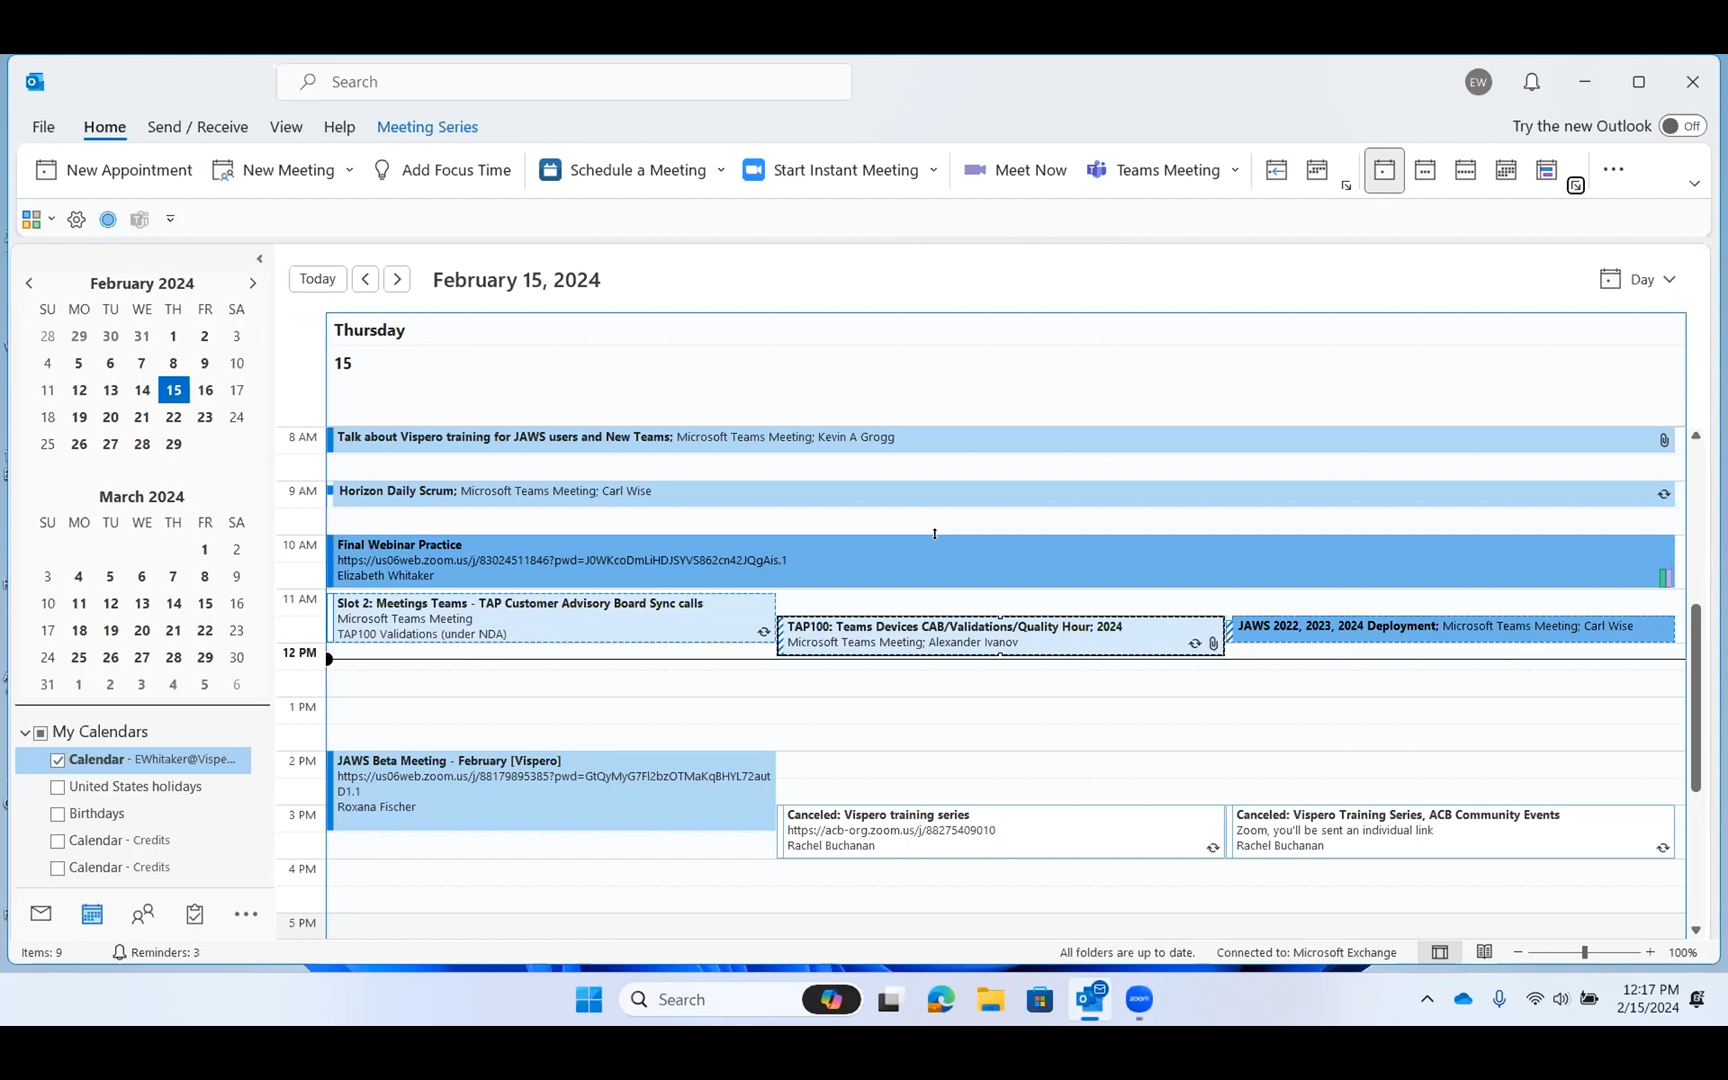 Search
EW
File Home Send / Receive View Help Meeting Series
Try the new Outlook Off
New Appointment New Meeting Add Focus Time Schedule a Meeting Start Instant Meeting Meet Now Teams Meeting
February 2024
SU MO TU WE TH FR SA
28 29 30 31 1 2 3
4 5 6 7 8 9 10
11 12 13 14 15 16 17
18 19 20 21 22 23 24
25 26 27 28 29
March 2024
SU MO TU WE TH FR SA
1 2
3 4 5 6 7 8 9
10 11 12 13 14 15 16
17 18 19 20 21 22 23
24 25 26 27 28 29 30
31 1 2 3 4 5 6
My Calendars
Calendar - EWhitaker@Vispe...
United States holidays
Birthdays
Calendar - Credits
Calendar - Credits
Today
February 15, 2024
Day
Thursday
15
8 AM
Talk about Vispero training for JAWS users and New Teams; Microsoft Teams Meeting; Kevin A Grogg
9 AM
Horizon Daily Scrum; Microsoft Teams Meeting; Carl Wise
10 AM
Final Webinar Practice
https://us06web.zoom.us/j/83024511846?pwd=J0WKcoDmLiHDJSYVS862cn42JQgAis.1
Elizabeth Whitaker
11 AM
Slot 2: Meetings Teams - TAP Customer Advisory Board Sync calls
Microsoft Teams Meeting
TAP100 Validations (under NDA)
TAP100: Teams Devices CAB/Validations/Quality Hour; 2024
Microsoft Teams Meeting; Alexander Ivanov
JAWS 2022, 2023, 2024 Deployment; Microsoft Teams Meeting; Carl Wise
12 PM
1 PM
2 PM
JAWS Beta Meeting - February [Vispero]
https://us06web.zoom.us/j/88179895385?pwd=GtQyMyG7Fl2bzOTMaKqBHYL72aut
D1.1
Roxana Fischer
3 PM
Canceled: Vispero training series
https://acb-org.zoom.us/j/88275409010
Rachel Buchanan
Canceled: Vispero Training Series, ACB Community Events
Zoom, you'll be sent an individual link
Rachel Buchanan
4 PM
5 PM
Items: 9 Reminders: 3
All folders are up to date. Connected to: Microsoft Exchange
100%
Search
zoom
12:17 PM
2/15/2024